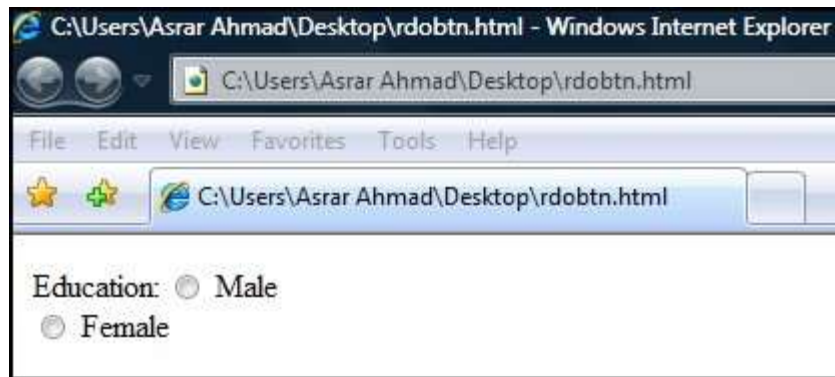 C:\Users\Asrar Ahmad\Desktop\rdobtn.html - Windows Internet Explorer
C:\Users\Asrar Ahmad\Desktop\rdobtn.html
File Edit View Favorites Tools Help
C:\Users\Asrar Ahmad\Desktop\rdobtn.html
Education: Male
Female